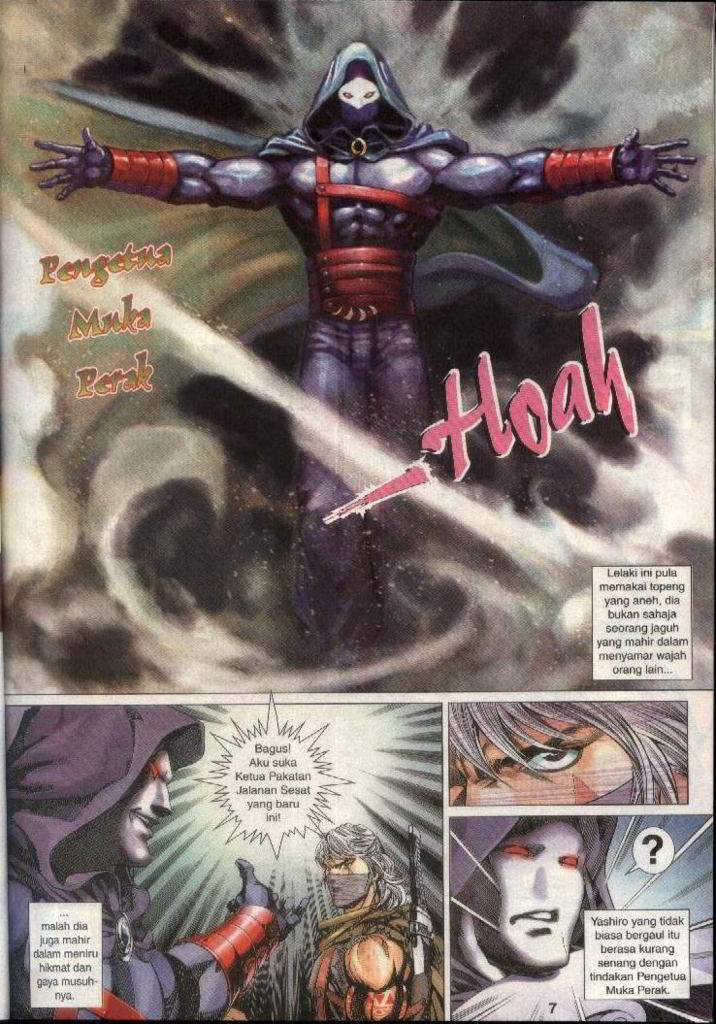 Pengetua
Muka
Perak
Hoah
Lelaki ini pula
memakai topeng
yang aneh, dia
bukan sahaja
seorang jaguh
yang mahir dalam
menyamar wajah
orang lain...
Bagus!
Aku suka
Ketua Pakatan
Jalanan Sesat
yang baru
ini!
...
malah dia
juga mahir
dalam meniru
hikmat dan
gaya musuh-
nya.
?
Yashiro yang tidak
biasa bergaul itu
berasa kurang
senang dengan
tindakan Pengetua
Muka Perak.
7